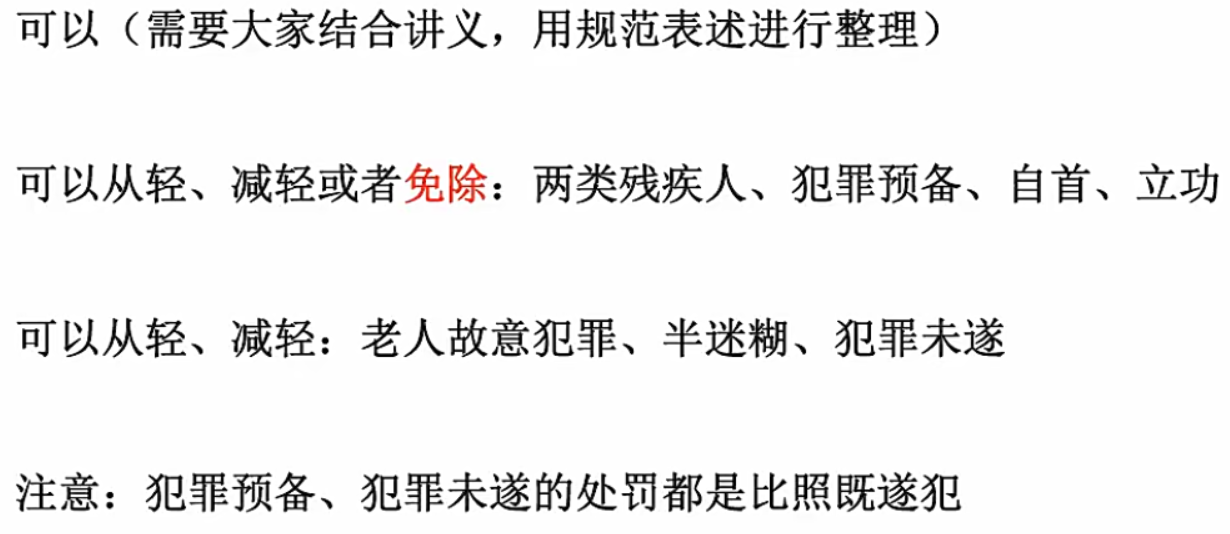 可以（需要大家结合讲义，用规范表述进行整理）
可以从轻、减轻或者免除：两类残疾人、犯罪预备、自首、立功
可以从轻、减轻：老人故意犯罪、半迷糊、犯罪未遂
注意：犯罪预备、犯罪未遂的处罚都是比照既遂犯